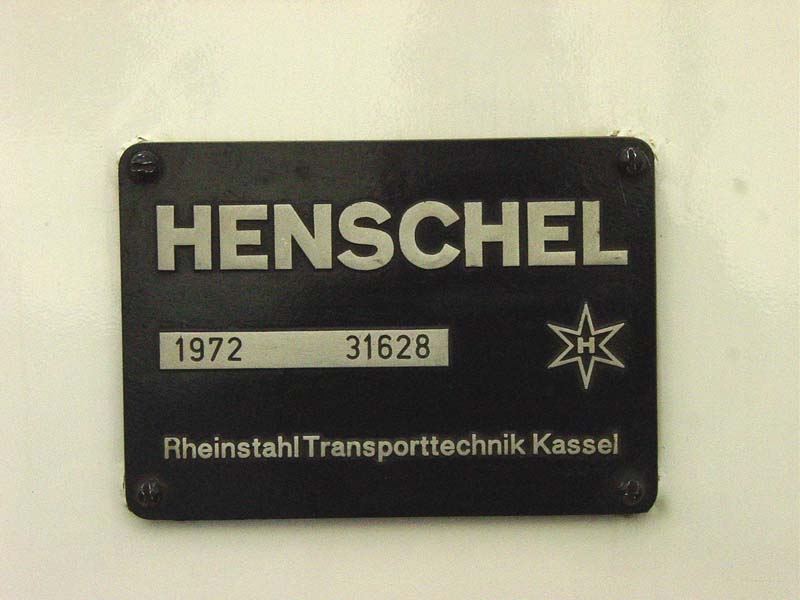 HENSCHEL
1972 31628
H
Rheinstahl Transporttechnik Kassel